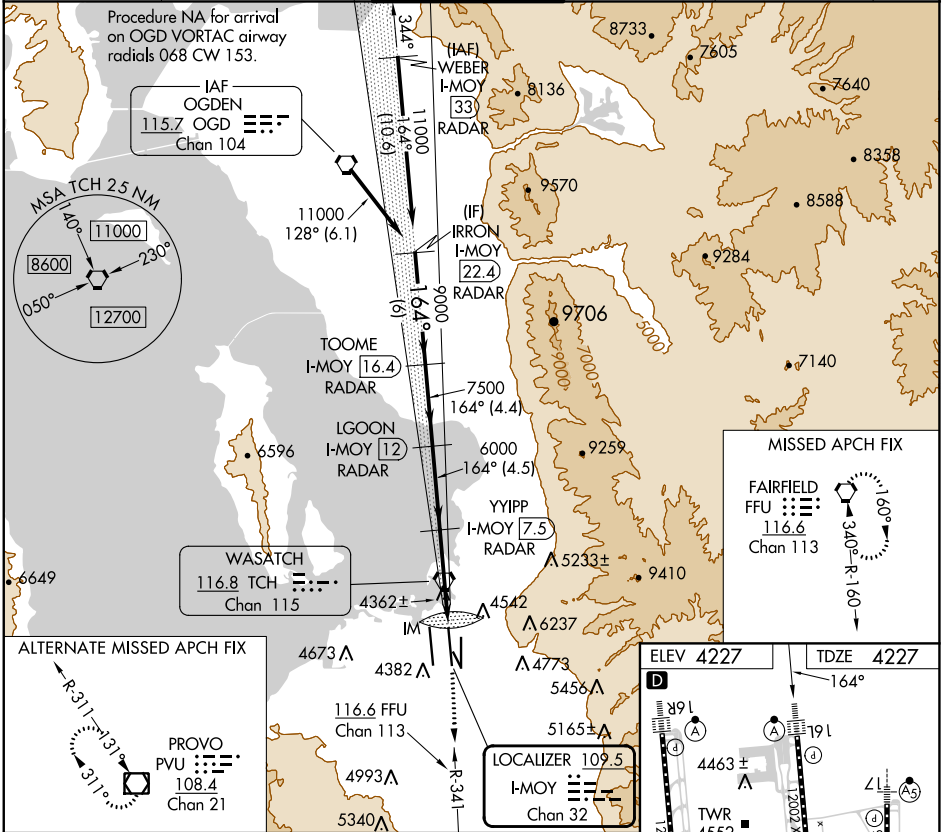 Procedure NA for arrival
on OGD VORTAC airway
radials 068 CW 153.
IAF
OGDEN
115.7 OGD
Chan 104
344°
(IAF)
WEBER
I-MOY
33
RADAR
11000
164°
(10.6)
8733
7605
7640
8136
8358
9570
8588
9284
MSA TCH 25 NM
140°
11000
230°
8600
050°
12700
11000
128° (6.1)
(IF)
IRRON
I-MOY
22.4
RADAR
9000
164°
(6)
9706
9000
7000
5000
7140
TOOME
I-MOY 16.4
RADAR
7500
164° (4.4)
LGOON
I-MOY 12
RADAR
6000
164° (4.5)
6596
9259
YYIPP
I-MOY 7.5
RADAR
MISSED APCH FIX
FAIRFIELD
FFU
116.6
Chan 113
160°
340°
R-160
6649
WASATCH
116.8 TCH
Chan 115
5233±
9410
4362±
4542
6237
IM
4673
4382
4773
5456
5165±
ALTERNATE MISSED APCH FIX
R-311
131°
311°
PROVO
PVU
108.4
Chan 21
116.6 FFU
Chan 113
R-341
4993
5340
LOCALIZER 109.5
I-MOY
Chan 32
ELEV 4227
TDZE 4227
D
164°
16R
A
A
16L
P
P
4463 ±
17
A5
P
TWR
4552
12
12002
x